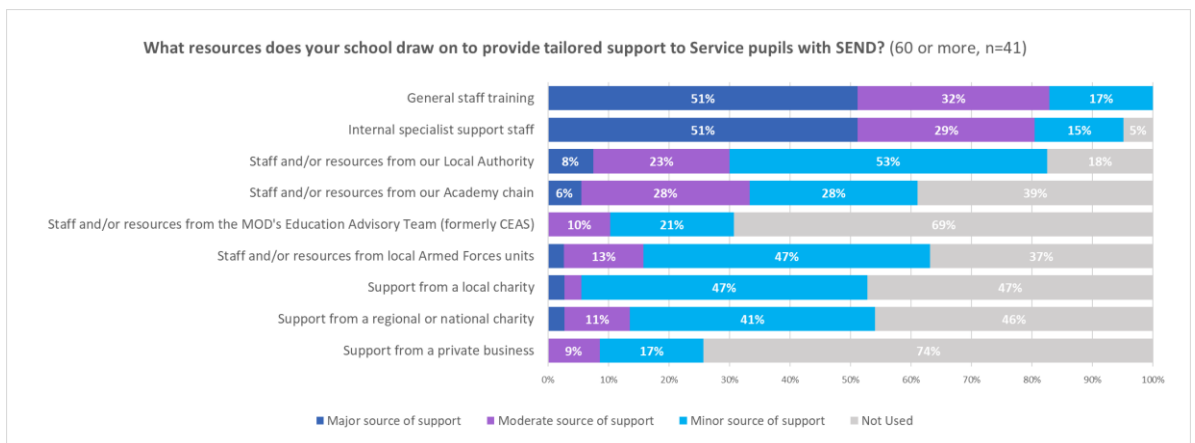 What resources does your school draw on to provide tailored support to Service pupils with SEND? (60 or more, n=41)
General staff training 51% 32% 17%
Internal specialist support staff 51% 29% 15% 5%
Staff and/or resources from our Local Authority 8% 23% 53% 18%
Staff and/or resources from our Academy chain 6% 28% 28% 39%
Staff and/or resources from the MOD's Education Advisory Team (formerly CEAS) 10% 21% 69%
Staff and/or resources from local Armed Forces units 13% 47% 37%
Support from a local charity 47% 47%
Support from a regional or national charity 11% 41% 46%
Support from a private business 9% 17% 74%
0% 10% 20% 30% 40% 50% 60% 70% 80% 90% 100%
Major source of support Moderate source of support Minor source of support Not Used